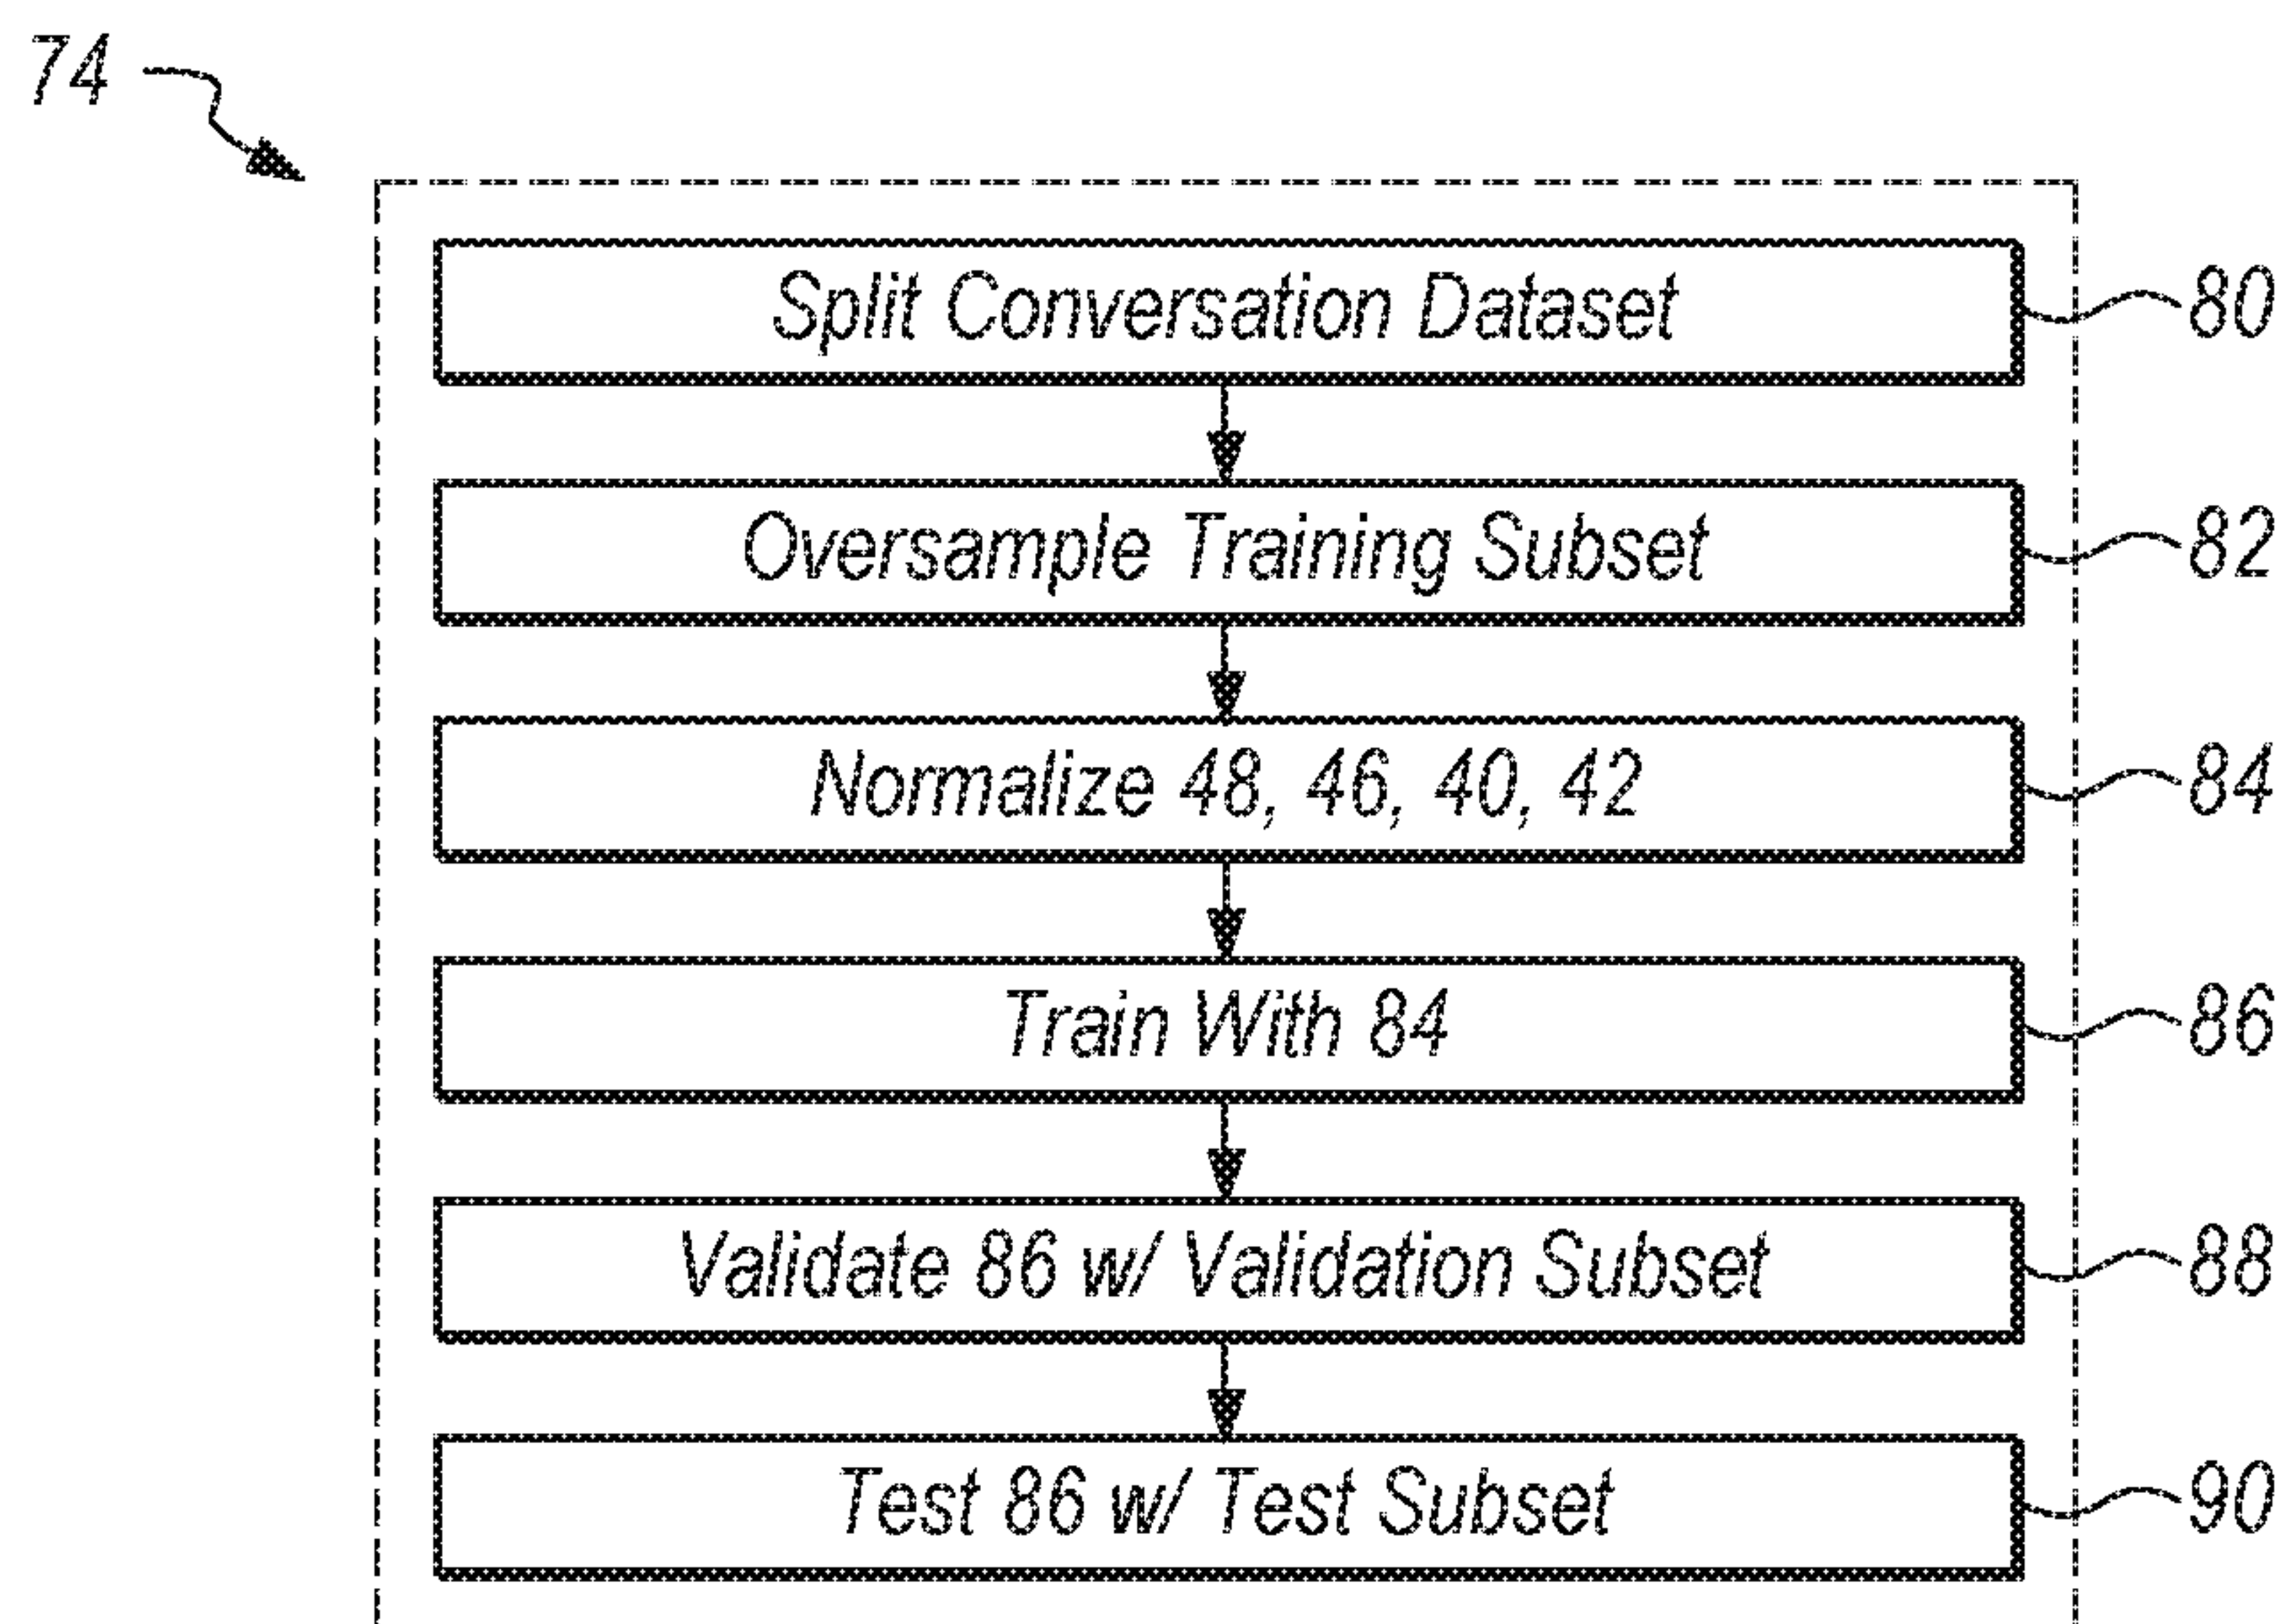 74
Split Conversation Dataset 80
Oversample Training Subset 82
Normalize 48, 46, 40, 42 84
Train With 84 86
Validate 86 w/ Validation Subset 88
Test 86 w/ Test Subset 90